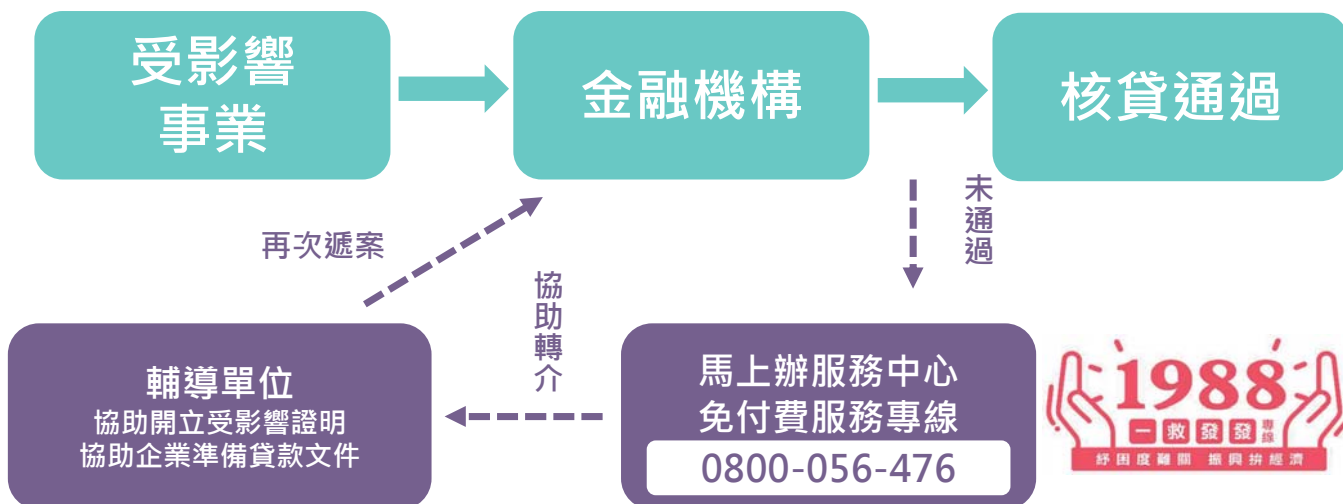 受影響
事業
金融機構
核貸通過
未通過
再次遞案
協助轉介
輔導單位
協助開立受影響證明
協助企業準備貸款文件
馬上辦服務中心
免付費服務專線
0800-056-476
1988
一救發發專線
紓困度難關 振興拚經濟